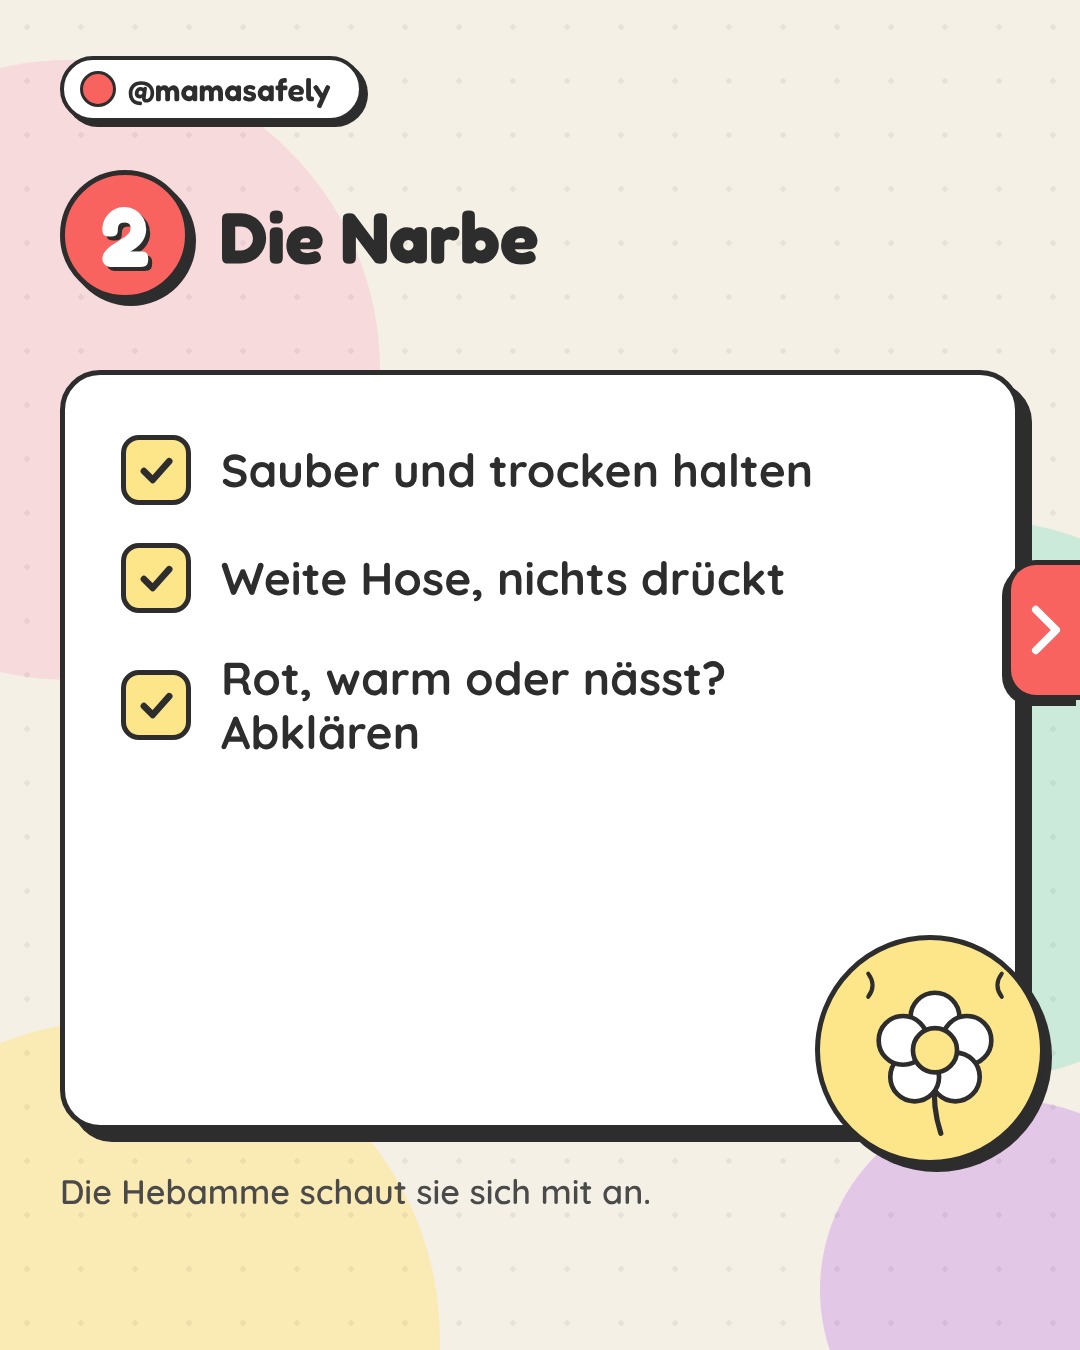 @mamasafely
2 Die Narbe
Sauber und trocken halten
Weite Hose, nichts drückt
Rot, warm oder nässt?
Abklären
Die Hebamme schaut sie sich mit an.